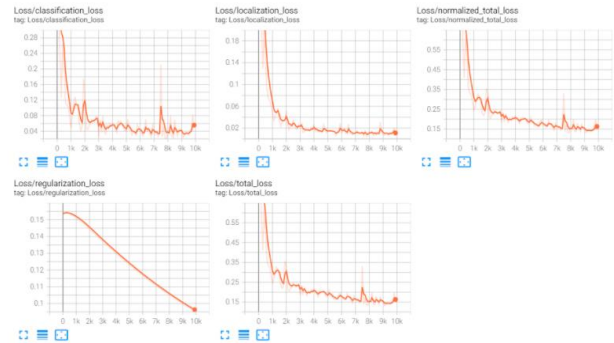 Loss/classification_loss
tag: Loss/classification_loss
0.28
0.24
0.2
0.16
0.12
0.08
0.04
0 1k 2k 3k 4k 5k 6k 7k 8k 9k 10k
Loss/localization_loss
tag: Loss/localization_loss
0.18
0.14
0.1
0.06
0.02
0 1k 2k 3k 4k 5k 6k 7k 8k 9k 10k
Loss/normalized_total_loss
tag: Loss/normalized_total_loss
0.55
0.45
0.35
0.25
0.15
0 1k 2k 3k 4k 5k 6k 7k 8k 9k 10k
Loss/regularization_loss
tag: Loss/regularization_loss
0.15
0.14
0.13
0.12
0.11
0.1
0 1k 2k 3k 4k 5k 6k 7k 8k 9k 10k
Loss/total_loss
tag: Loss/total_loss
0.55
0.45
0.35
0.25
0.15
0 1k 2k 3k 4k 5k 6k 7k 8k 9k 10k